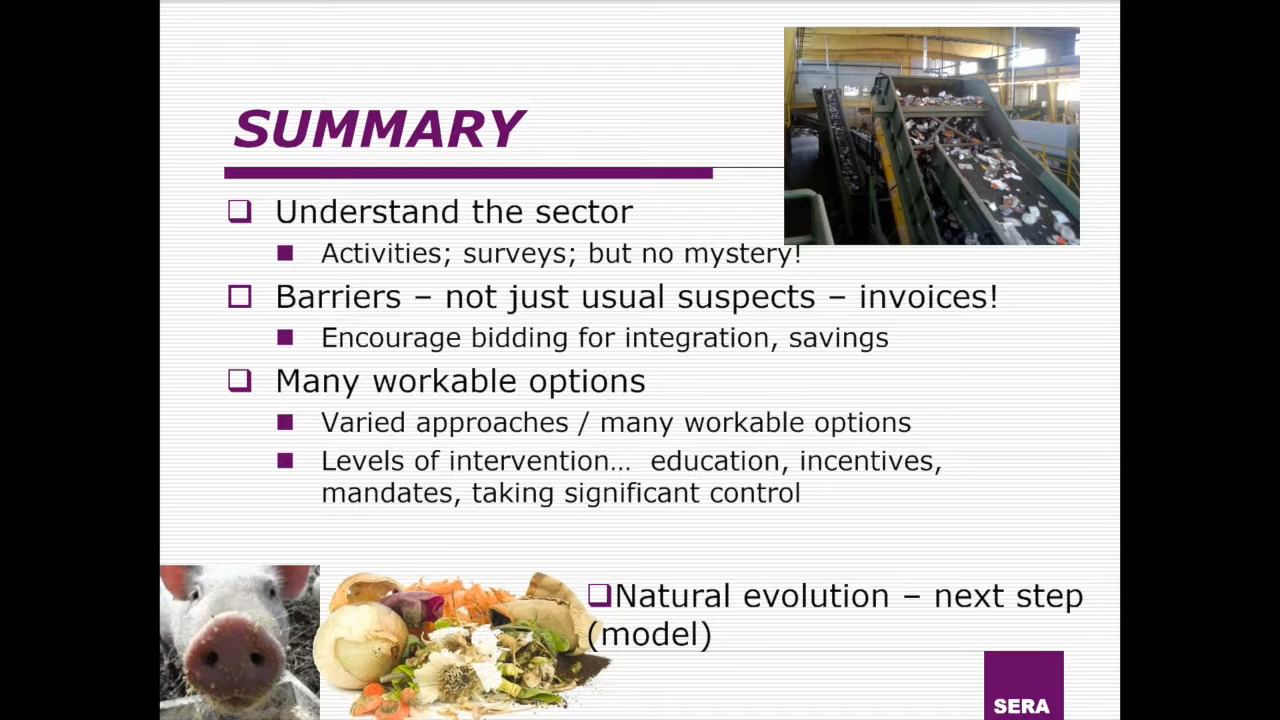 SUMMARY
Understand the sector
Activities; surveys; but no mystery!
Barriers – not just usual suspects – invoices!
Encourage bidding for integration, savings
Many workable options
Varied approaches / many workable options
Levels of intervention… education, incentives,
mandates, taking significant control
Natural evolution – next step
(model)
SERA